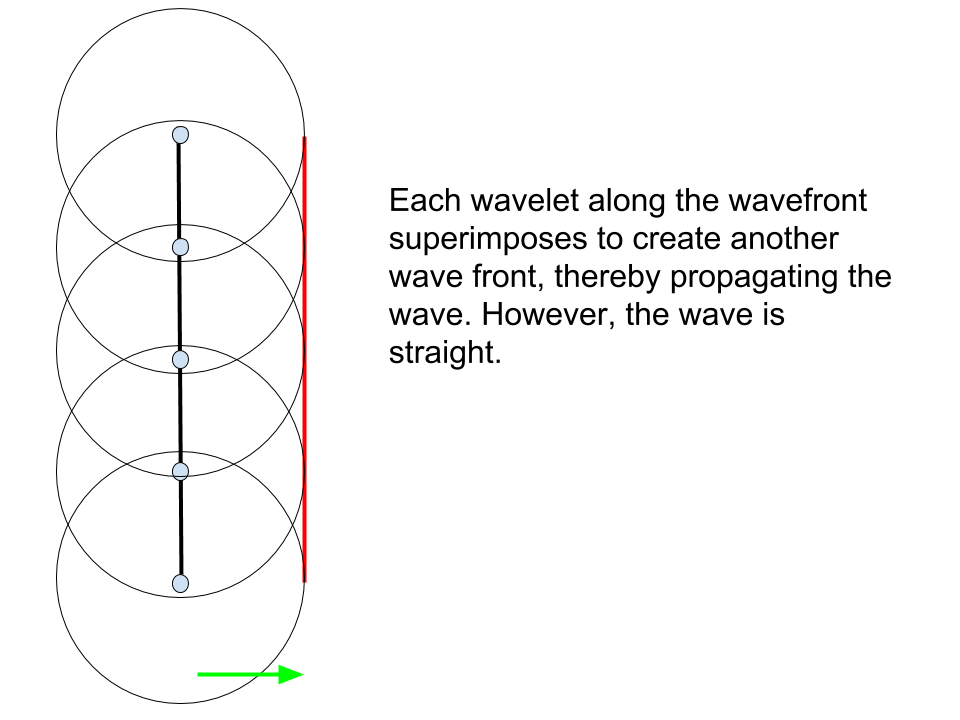 Each wavelet along the wavefront
superimposes to create another
wave front, thereby propagating the
wave. However, the wave is
straight.